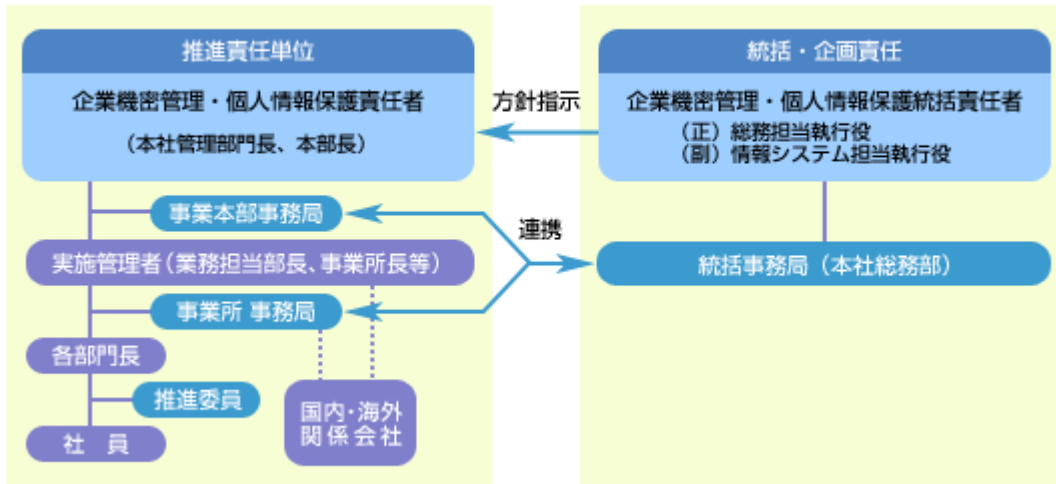 推進責任単位
企業機密管理・個人情報保護責任者
（本社管理部門長、本部長）
事業本部事務局
実施管理者（業務担当部長、事業所長等）
事業所 事務局
各部門長
推進委員
社　員
国内・海外
関係会社
方針指示
連携
統括・企画責任
企業機密管理・個人情報保護統括責任者
（正）総務担当執行役
（副）情報システム担当執行役
統括事務局（本社総務部）